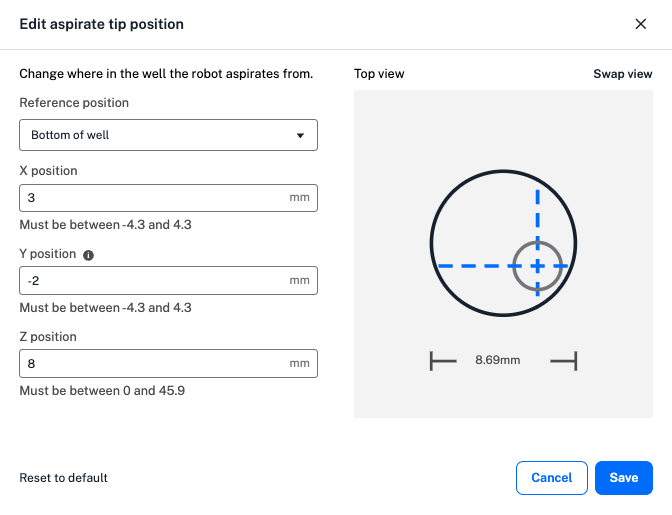 Edit aspirate tip position
Change where in the well the robot aspirates from.
Reference position
Bottom of well
X position
3 mm
Must be between -4.3 and 4.3
Y position
-2 mm
Must be between -4.3 and 4.3
Z position
8 mm
Must be between 0 and 45.9
Top view
Swap view
8.69mm
Reset to default
Cancel
Save